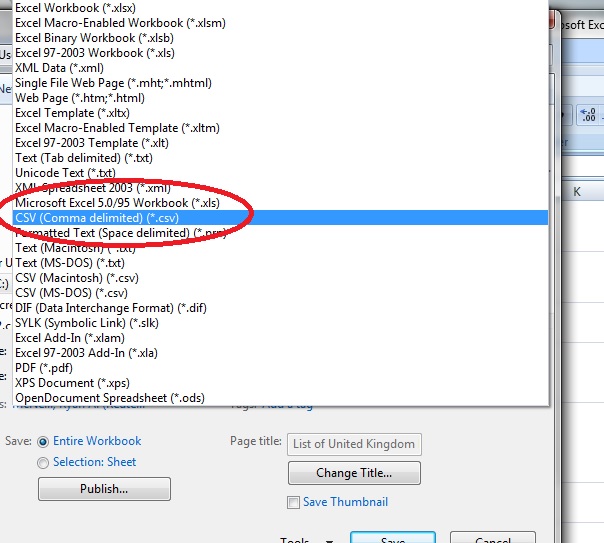 Excel Workbook (*.xlsx)
Excel Macro-Enabled Workbook (*.xlsm)
Excel Binary Workbook (*.xlsb)
Excel 97-2003 Workbook (*.xls)
XML Data (*.xml)
Single File Web Page (*.mht;*.mhtml)
Web Page (*.htm;*.html)
Excel Template (*.xltx)
Excel Macro-Enabled Template (*.xltm)
Excel 97-2003 Template (*.xlt)
Text (Tab delimited) (*.txt)
Unicode Text (*.txt)
XML Spreadsheet 2003 (*.xml)
Microsoft Excel 5.0/95 Workbook (*.xls)
CSV (Comma delimited) (*.csv)
Formatted Text (Space delimited) (*.prn)
Text (Macintosh) (*.txt)
Text (MS-DOS) (*.txt)
CSV (Macintosh) (*.csv)
CSV (MS-DOS) (*.csv)
DIF (Data Interchange Format) (*.dif)
SYLK (Symbolic Link) (*.slk)
Excel Add-In (*.xlam)
Excel 97-2003 Add-In (*.xla)
PDF (*.pdf)
XPS Document (*.xps)
OpenDocument Spreadsheet (*.ods)
Save: Entire Workbook
Selection: Sheet
Publish...
Page title: List of United Kingdom
Change Title...
Save Thumbnail
Tools
Save
Cancel
osoft Exc
.0
.00
K